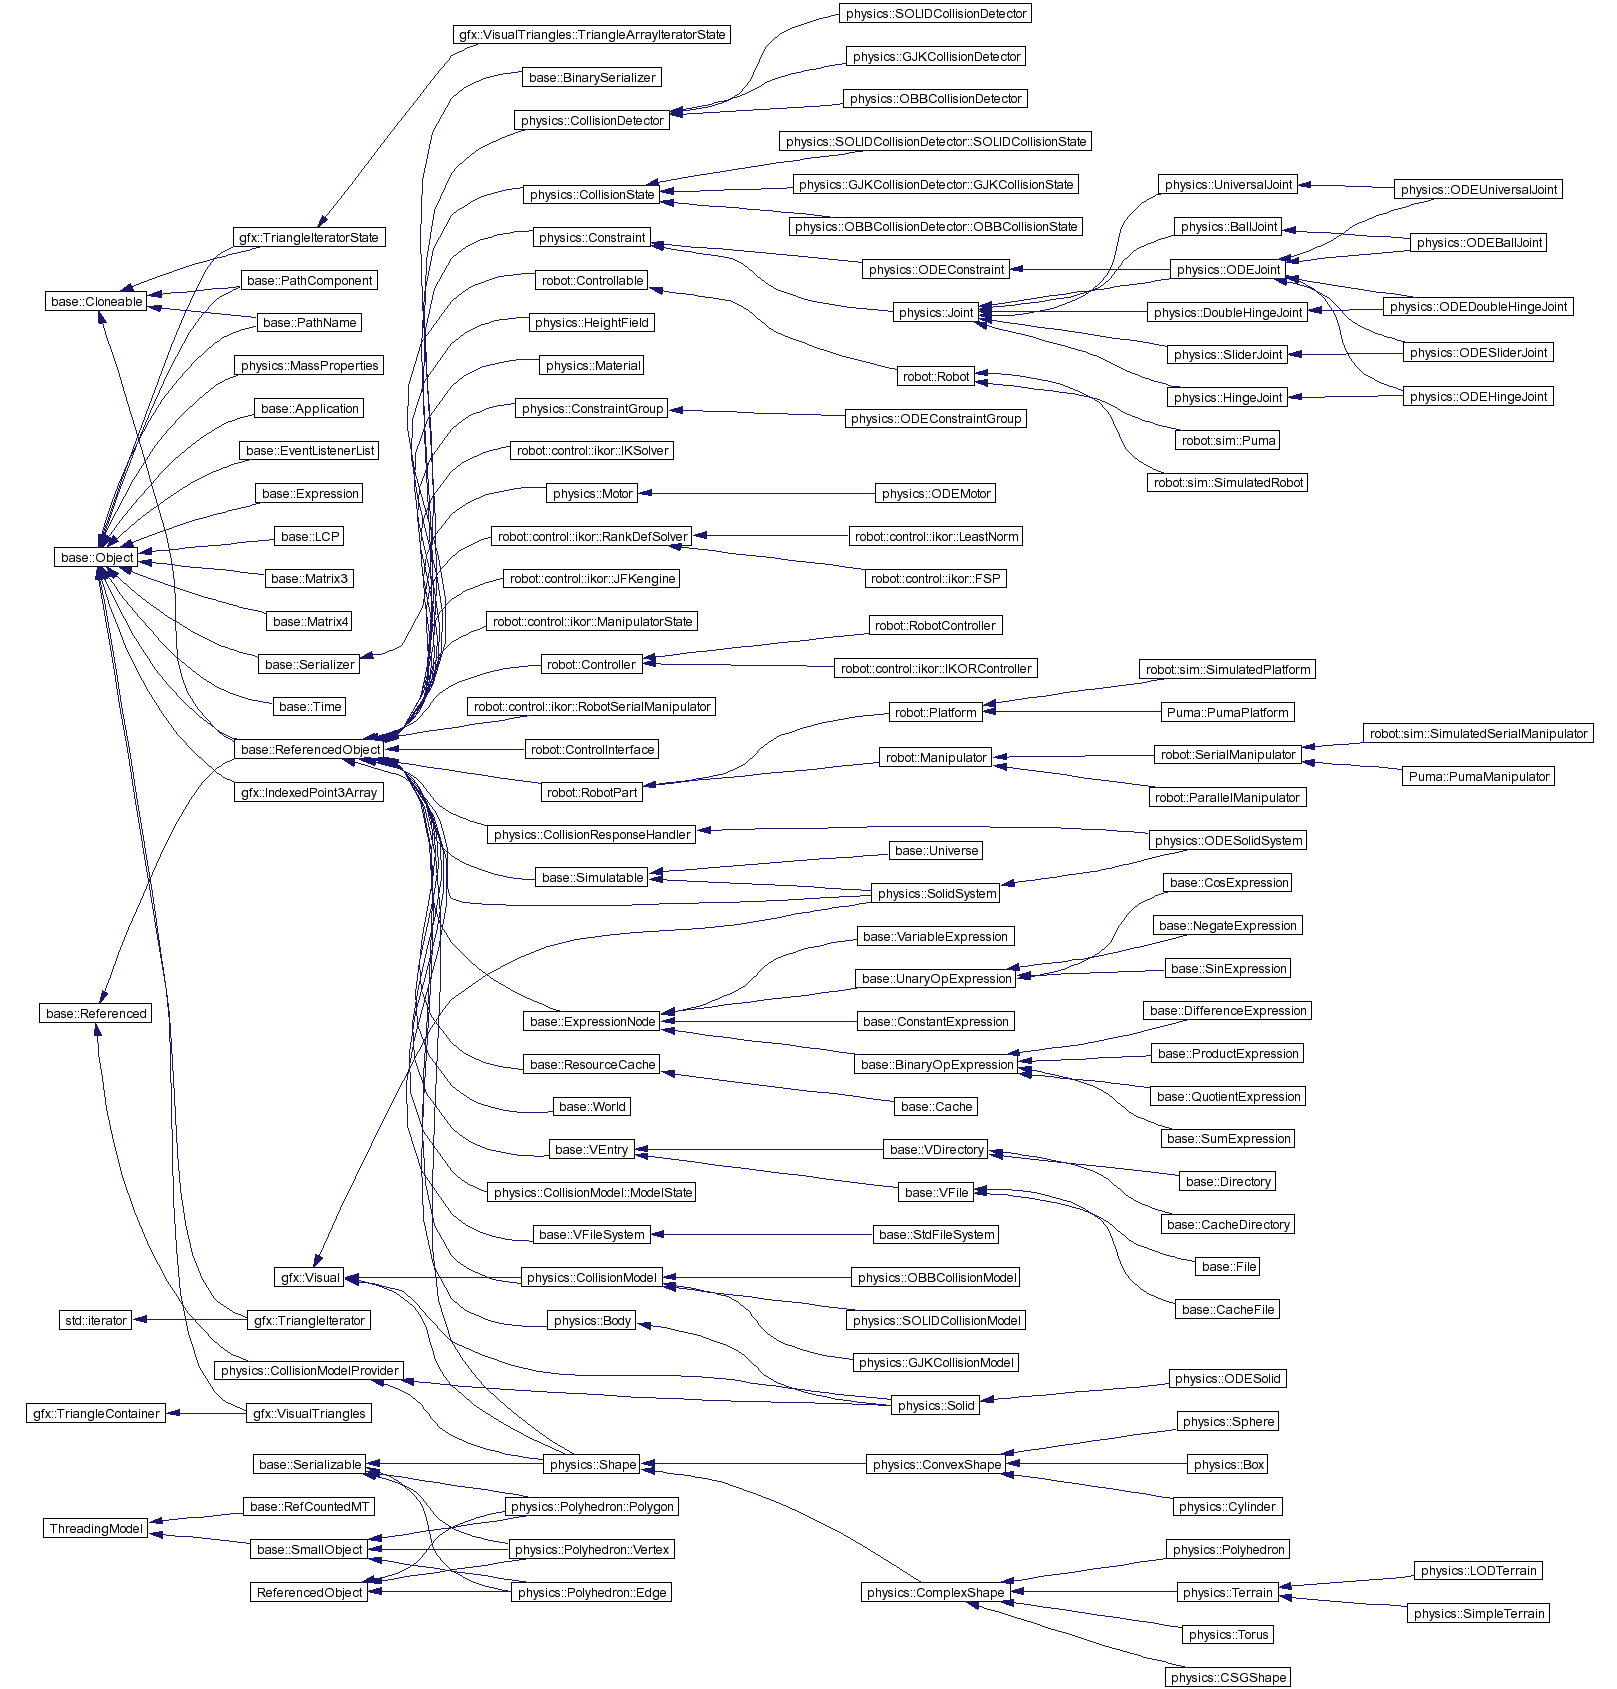 physics::SOLIDCollisionDetector
gfx::VisualTriangles::TriangleArrayIteratorState
physics::GJKCollisionDetector
base::BinarySerializer
physics::OBBCollisionDetector
physics::CollisionDetector
physics::SOLIDCollisionDetector::SOLIDCollisionState
physics::GJKCollisionDetector::GJKCollisionState
physics::UniversalJoint
physics::ODEUniversalJoint
physics::CollisionState
physics::OBBCollisionDetector::OBBCollisionState
physics::BallJoint
gfx::TriangleIteratorState
physics::Constraint
physics::ODEBallJoint
physics::ODEConstraint
physics::ODEJoint
base::PathComponent
robot::Controllable
base::Cloneable
physics::Joint
physics::DoubleHingeJoint
physics::ODEDoubleHingeJoint
base::PathName
physics::HeightField
physics::SliderJoint
physics::ODESliderJoint
physics::MassProperties
physics::Material
robot::Robot
physics::HingeJoint
physics::ODEHingeJoint
base::Application
physics::ConstraintGroup
physics::ODEConstraintGroup
robot::sim::Puma
base::EventListenerList
robot::control::ikor::IKSolver
robot::sim::SimulatedRobot
base::Expression
physics::Motor
physics::ODEMotor
base::LCP
robot::control::ikor::RankDefSolver
robot::control::ikor::LeastNorm
base::Object
base::Matrix3
robot::control::ikor::JFKengine
robot::control::ikor::FSP
base::Matrix4
robot::control::ikor::ManipulatorState
robot::RobotController
base::Serializer
robot::Controller
robot::control::ikor::IKORController
robot::sim::SimulatedPlatform
base::Time
robot::control::ikor::RobotSerialManipulator
robot::Platform
Puma::PumaPlatform
robot::sim::SimulatedSerialManipulator
base::ReferencedObject
robot::ControlInterface
robot::Manipulator
robot::SerialManipulator
Puma::PumaManipulator
gfx::IndexedPoint3Array
robot::RobotPart
robot::ParallelManipulator
physics::CollisionResponseHandler
physics::ODESolidSystem
base::Universe
base::Simulatable
physics::SolidSystem
base::CosExpression
base::VariableExpression
base::NegateExpression
base::UnaryOpExpression
base::SinExpression
base::Referenced
base::ExpressionNode
base::ConstantExpression
base::DifferenceExpression
base::ResourceCache
base::BinaryOpExpression
base::ProductExpression
base::QuotientExpression
base::World
base::Cache
base::SumExpression
base::VEntry
base::VDirectory
base::Directory
physics::CollisionModel::ModelState
base::VFile
base::CacheDirectory
base::VFileSystem
base::StdFileSystem
base::File
gfx::Visual
physics::CollisionModel
physics::OBBCollisionModel
base::CacheFile
std::iterator
gfx::TriangleIterator
physics::Body
physics::SOLIDCollisionModel
physics::CollisionModelProvider
physics::GJKCollisionModel
physics::ODESolid
gfx::TriangleContainer
gfx::VisualTriangles
physics::Solid
physics::Sphere
base::Serializable
physics::Shape
physics::ConvexShape
physics::Box
base::RefCountedMT
physics::Polyhedron::Polygon
physics::Cylinder
ThreadingModel
base::SmallObject
physics::Polyhedron::Vertex
physics::Polyhedron
ReferencedObject
physics::Polyhedron::Edge
physics::ComplexShape
physics::Terrain
physics::LODTerrain
physics::SimpleTerrain
physics::Torus
physics::CSGShape